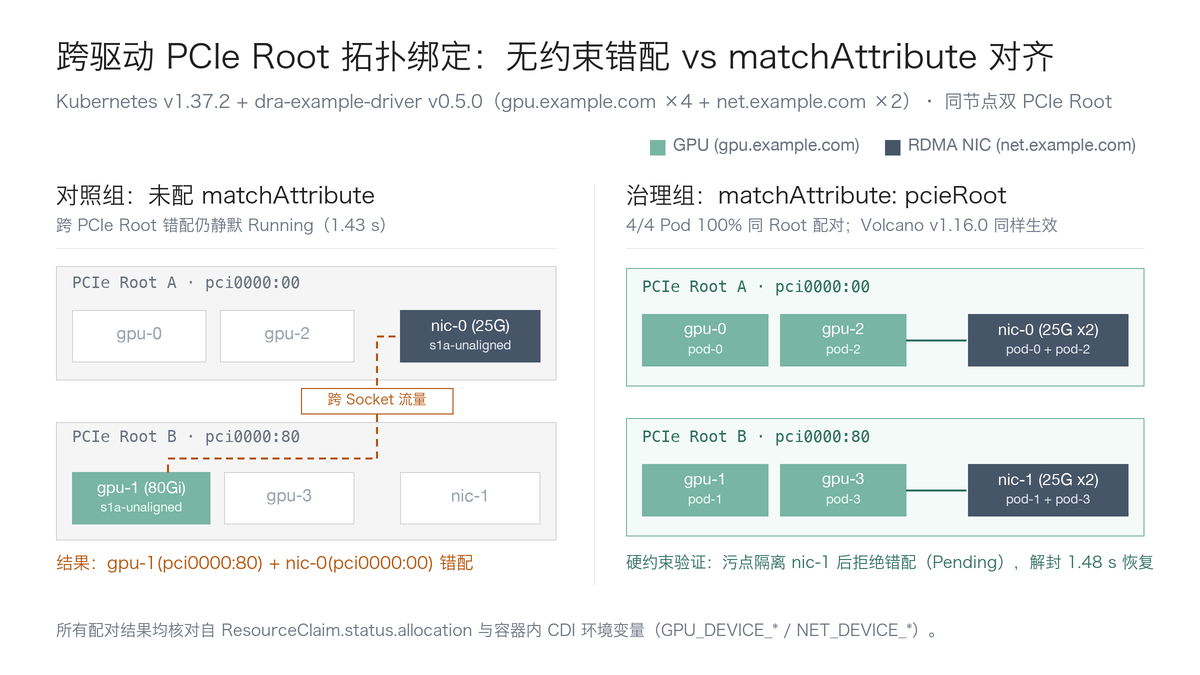 跨驱动 PCIe Root 拓扑绑定：无约束错配 vs matchAttribute 对齐
Kubernetes v1.37.2 + dra-example-driver v0.5.0（gpu.example.com ×4 + net.example.com ×2）· 同节点双 PCIe Root
GPU (gpu.example.com)
RDMA NIC (net.example.com)
对照组：未配 matchAttribute
跨 PCIe Root 错配仍静默 Running（1.43 s）
PCIe Root A · pci0000:00
gpu-0
gpu-2
nic-0 (25G)
s1a-unaligned
跨 Socket 流量
PCIe Root B · pci0000:80
gpu-1 (80Gi)
s1a-unaligned
gpu-3
nic-1
结果：gpu-1(pci0000:80) + nic-0(pci0000:00) 错配
治理组：matchAttribute: pcieRoot
4/4 Pod 100% 同 Root 配对；Volcano v1.16.0 同样生效
PCIe Root A · pci0000:00
gpu-0
pod-0
gpu-2
pod-2
nic-0 (25G x2)
pod-0 + pod-2
PCIe Root B · pci0000:80
gpu-1
pod-1
gpu-3
pod-3
nic-1 (25G x2)
pod-1 + pod-3
硬约束验证：污点隔离 nic-1 后拒绝错配（Pending），解封 1.48 s 恢复
所有配对结果均核对自 ResourceClaim.status.allocation 与容器内 CDI 环境变量（GPU_DEVICE_* / NET_DEVICE_*）。